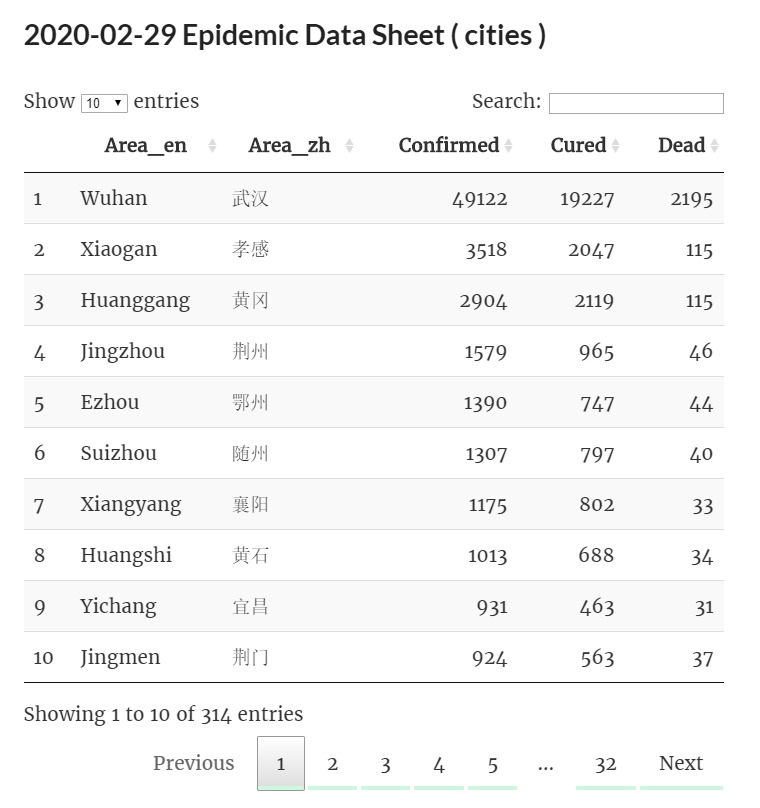 2020-02-29 Epidemic Data Sheet ( cities )
Show 10 entries Search:
Area_en Area_zh Confirmed Cured Dead
1 Wuhan 武汉 49122 19227 2195
2 Xiaogan 孝感 3518 2047 115
3 Huanggang 黄冈 2904 2119 115
4 Jingzhou 荆州 1579 965 46
5 Ezhou 鄂州 1390 747 44
6 Suizhou 随州 1307 797 40
7 Xiangyang 襄阳 1175 802 33
8 Huangshi 黄石 1013 688 34
9 Yichang 宜昌 931 463 31
10 Jingmen 荆门 924 563 37
Showing 1 to 10 of 314 entries
Previous 1 2 3 4 5 … 32 Next